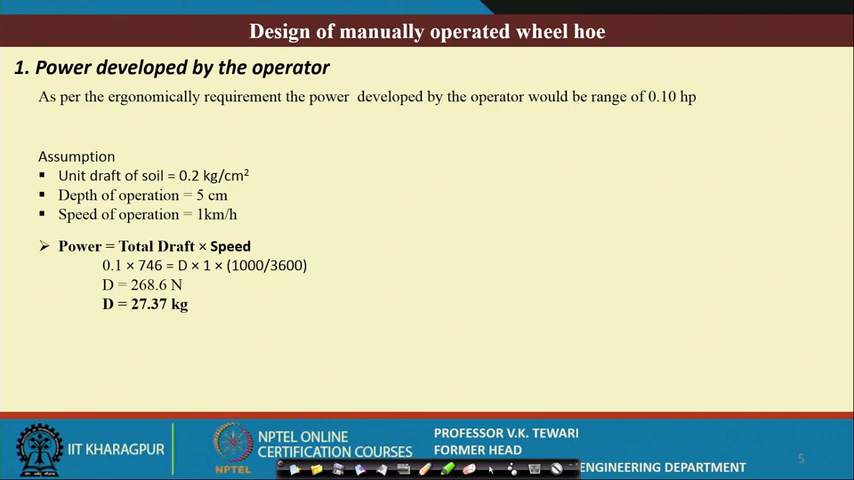 Design of manually operated wheel hoe
1. Power developed by the operator
As per the ergonomically requirement the power developed by the operator would be range of 0.10 hp
Assumption
▪ Unit draft of soil = 0.2 kg/cm²
▪ Depth of operation = 5 cm
▪ Speed of operation = 1km/h
➢ Power = Total Draft × Speed
0.1 × 746 = D × 1 × (1000/3600)
D = 268.6 N
D = 27.37 kg
IIT KHARAGPUR
NPTEL
NPTEL ONLINE
CERTIFICATION COURSES
PROFESSOR V.K. TEWARI
FORMER HEAD
ENGINEERING DEPARTMENT
5